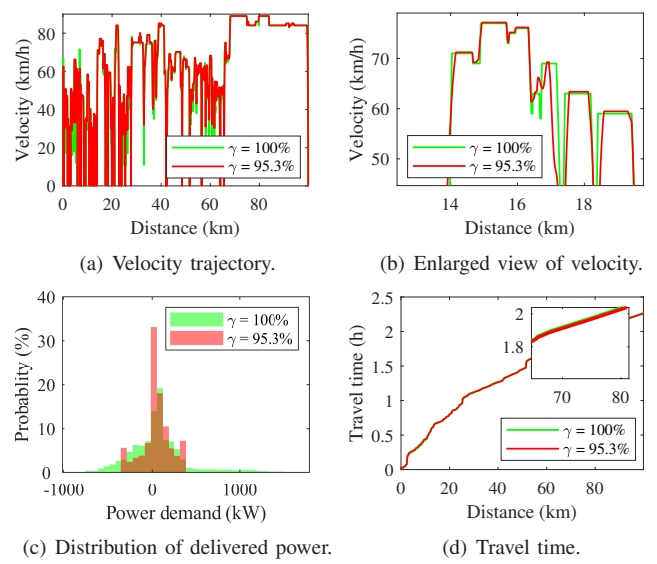 80
60
40
20
0
Velocity (km/h)
γ = 100%
γ = 95.3%
0 20 40 60 80
Distance (km)
(a) Velocity trajectory.
70
60
50
Velocity (km/h)
γ = 100%
γ = 95.3%
14 16 18
Distance (km)
(b) Enlarged view of velocity.
40
30
20
10
0
Probablity (%)
γ = 100%
γ = 95.3%
-1000 0 1000
Power demand (kW)
(c) Distribution of delivered power.
2.5
2
1.5
1
0.5
0
Travel time (h)
2
1.8
70 80
γ = 100%
γ = 95.3%
0 20 40 60 80
Distance (km)
(d) Travel time.